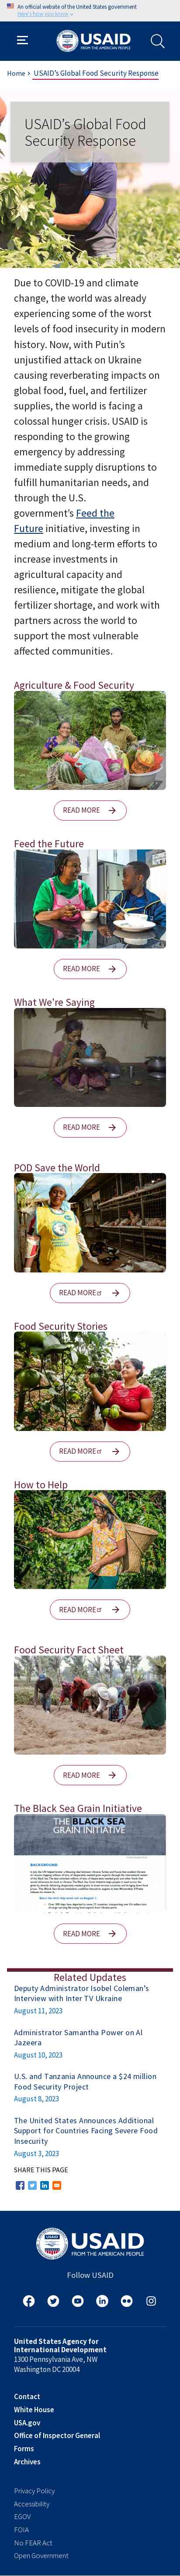 An official website of the United States government
Here's how you know
USAID
FROM THE AMERICAN PEOPLE
Home › USAID's Global Food Security Response
USAID's Global Food
Security Response
Due to COVID-19 and climate
change, the world was already
experiencing some of the worst
levels of food insecurity in modern
history. Now, with Putin's
unjustified attack on Ukraine
causing reverberating impacts on
global food, fuel, and fertilizer
supplies, the world is facing a
colossal hunger crisis. USAID is
responding to the growing
emergency by addressing
immediate supply disruptions to
fulfill humanitarian needs, and
through the U.S.
government's Feed the
Future initiative, investing in
medium and long-term efforts to
increase investments in
agricultural capacity and
resilience, mitigate the global
fertilizer shortage, and work with
partners across the world to
support the most vulnerable
affected communities.
Agriculture & Food Security
READ MORE
Feed the Future
READ MORE
What We're Saying
READ MORE
POD Save the World
READ MORE
Food Security Stories
READ MORE
How to Help
READ MORE
Food Security Fact Sheet
READ MORE
The Black Sea Grain Initiative
THE BLACK SEA
GRAIN INITIATIVE
BACKGROUND
READ MORE
Related Updates
Deputy Administrator Isobel Coleman's
Interview with Inter TV Ukraine
August 11, 2023
Administrator Samantha Power on Al
Jazeera
August 10, 2023
U.S. and Tanzania Announce a $24 million
Food Security Project
August 8, 2023
The United States Announces Additional
Support for Countries Facing Severe Food
Insecurity
August 3, 2023
SHARE THIS PAGE
USAID
FROM THE AMERICAN PEOPLE
Follow USAID
United States Agency for
International Development
1300 Pennsylvania Ave, NW
Washington DC 20004
Contact
White House
USA.gov
Office of Inspector General
Forms
Archives
Privacy Policy
Accessibility
EGOV
FOIA
No FEAR Act
Open Government